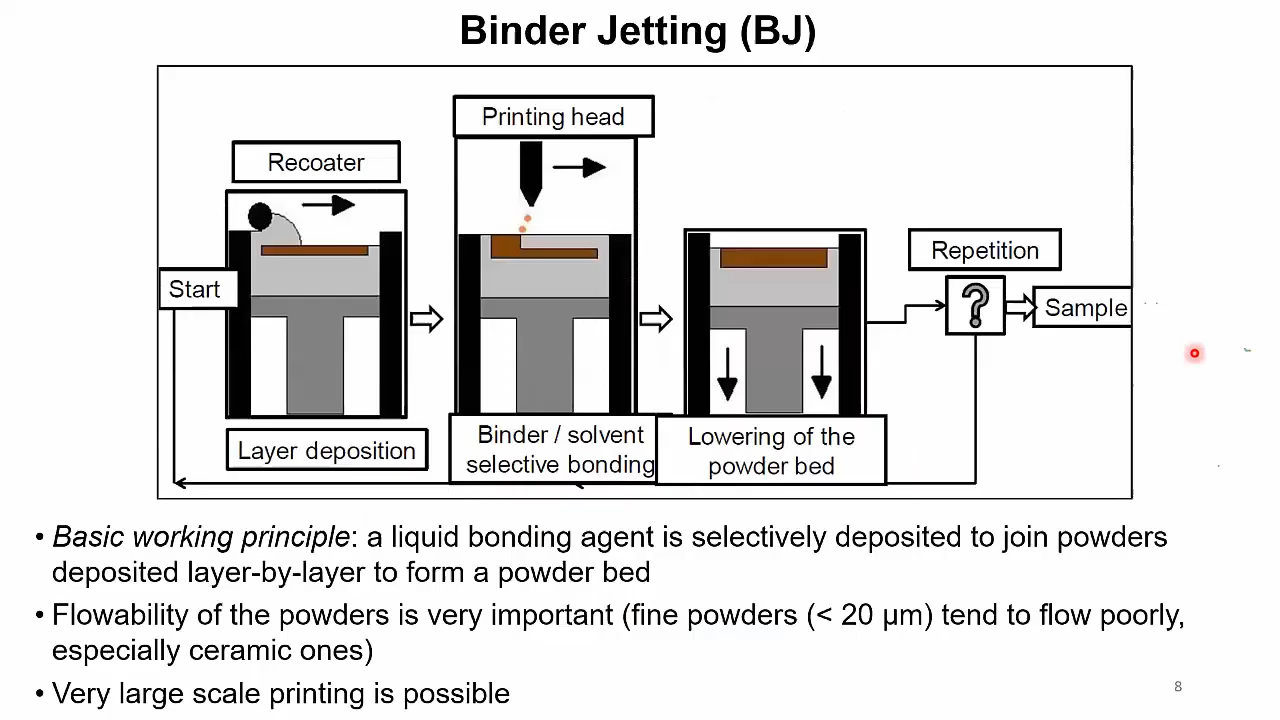 Binder Jetting (BJ)
Printing head
Recoater
Repetition
Start
?
Sample
Layer deposition
Binder / solvent
selective bonding
Lowering of the
powder bed
• Basic working principle: a liquid bonding agent is selectively deposited to join powders
deposited layer-by-layer to form a powder bed
• Flowability of the powders is very important (fine powders (< 20 µm) tend to flow poorly,
especially ceramic ones)
• Very large scale printing is possible
8